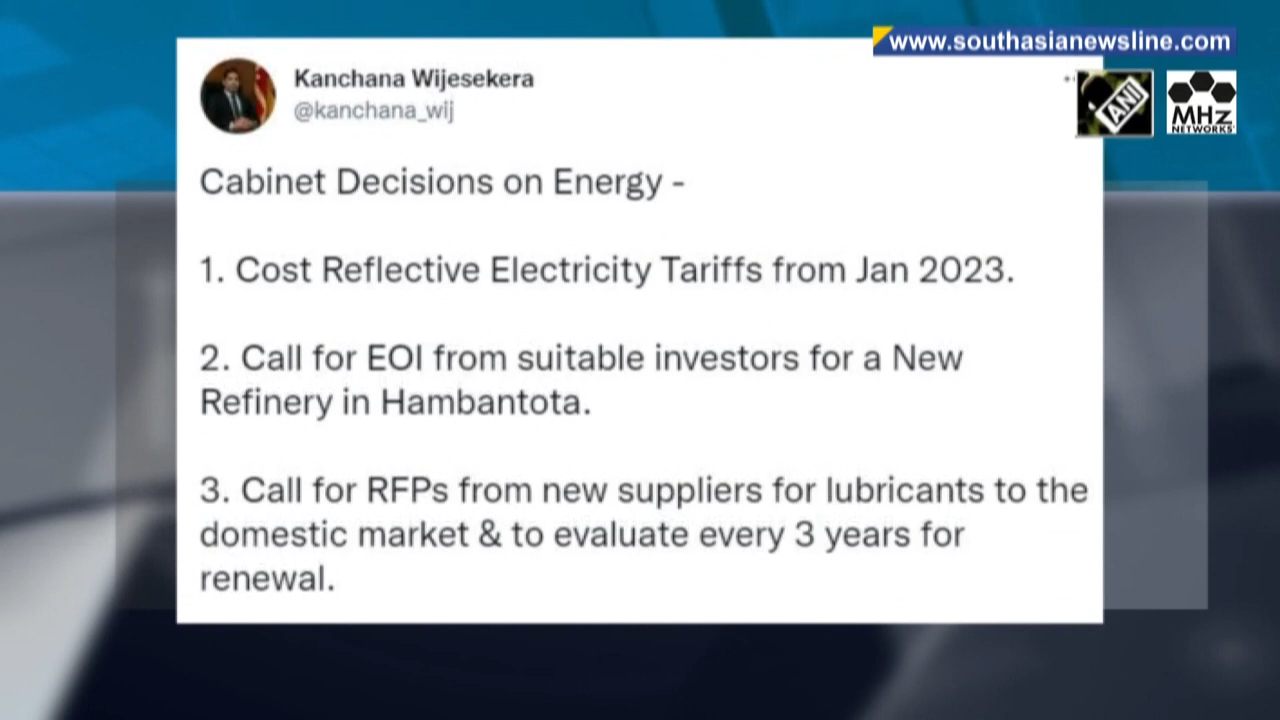 www.southasianewsline.com
ANI
MHz
NETWORKS
Kanchana Wijesekera
@kanchana_wij
Cabinet Decisions on Energy -
1. Cost Reflective Electricity Tariffs from Jan 2023.
2. Call for EOI from suitable investors for a New
Refinery in Hambantota.
3. Call for RFPs from new suppliers for lubricants to the
domestic market & to evaluate every 3 years for
renewal.